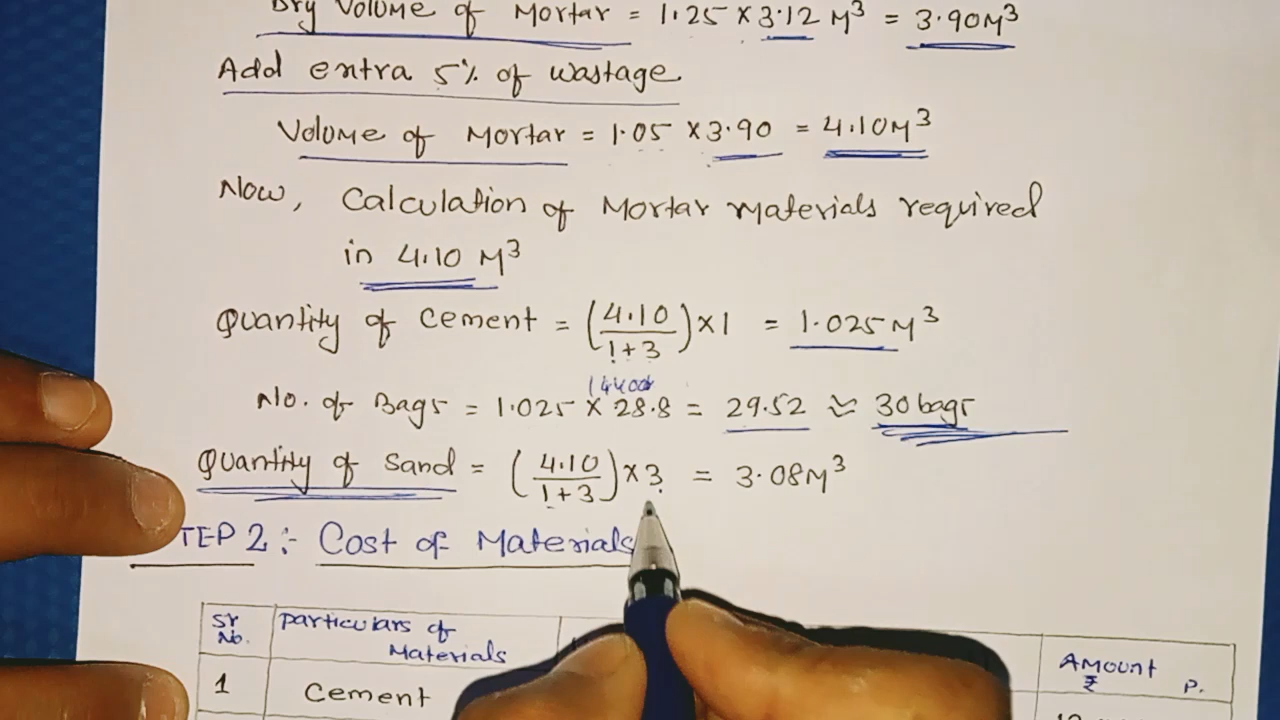 Dry Volume of Mortar = 1.25 × 3.12 M³ = 3.90M³
Add extra 5% of wastage
Volume of Mortar = 1.05 × 3.90 = 4.10M³
Now, Calculation of Mortar Materials required
in 4.10 M³
Quantity of Cement = (4.10/1+3) × 1 = 1.025 M³
No. of Bags = 1.025 × 28.8 = 29.52 ≈ 30 bags
Quantity of Sand = (4.10/1+3) × 3 = 3.08M³
TEP 2 :- Cost of Materials
Sr No. Particulars of Materials Amount ₹ P.
1 Cement